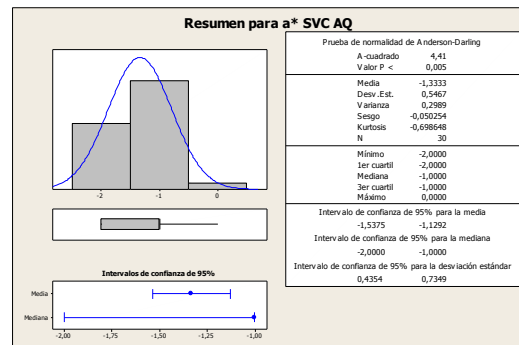 Resumen para a* SVC AQ
-2 -1 0
Intervalos de confianza de 95%
Media
Mediana
-2,00 -1,75 -1,50 -1,25 -1,00
Prueba de normalidad de Anderson-Darling
A-cuadrado 4,41
Valor P < 0,005
Media -1,3333
Desv.Est. 0,5467
Varianza 0,2989
Sesgo -0,050254
Kurtosis -0,698648
N 30
Mínimo -2,0000
1er cuartil -2,0000
Mediana -1,0000
3er cuartil -1,0000
Máximo 0,0000
Intervalo de confianza de 95% para la media
-1,5375 -1,1292
Intervalo de confianza de 95% para la mediana
-2,0000 -1,0000
Intervalo de confianza de 95% para la desviación estándar
0,4354 0,7349